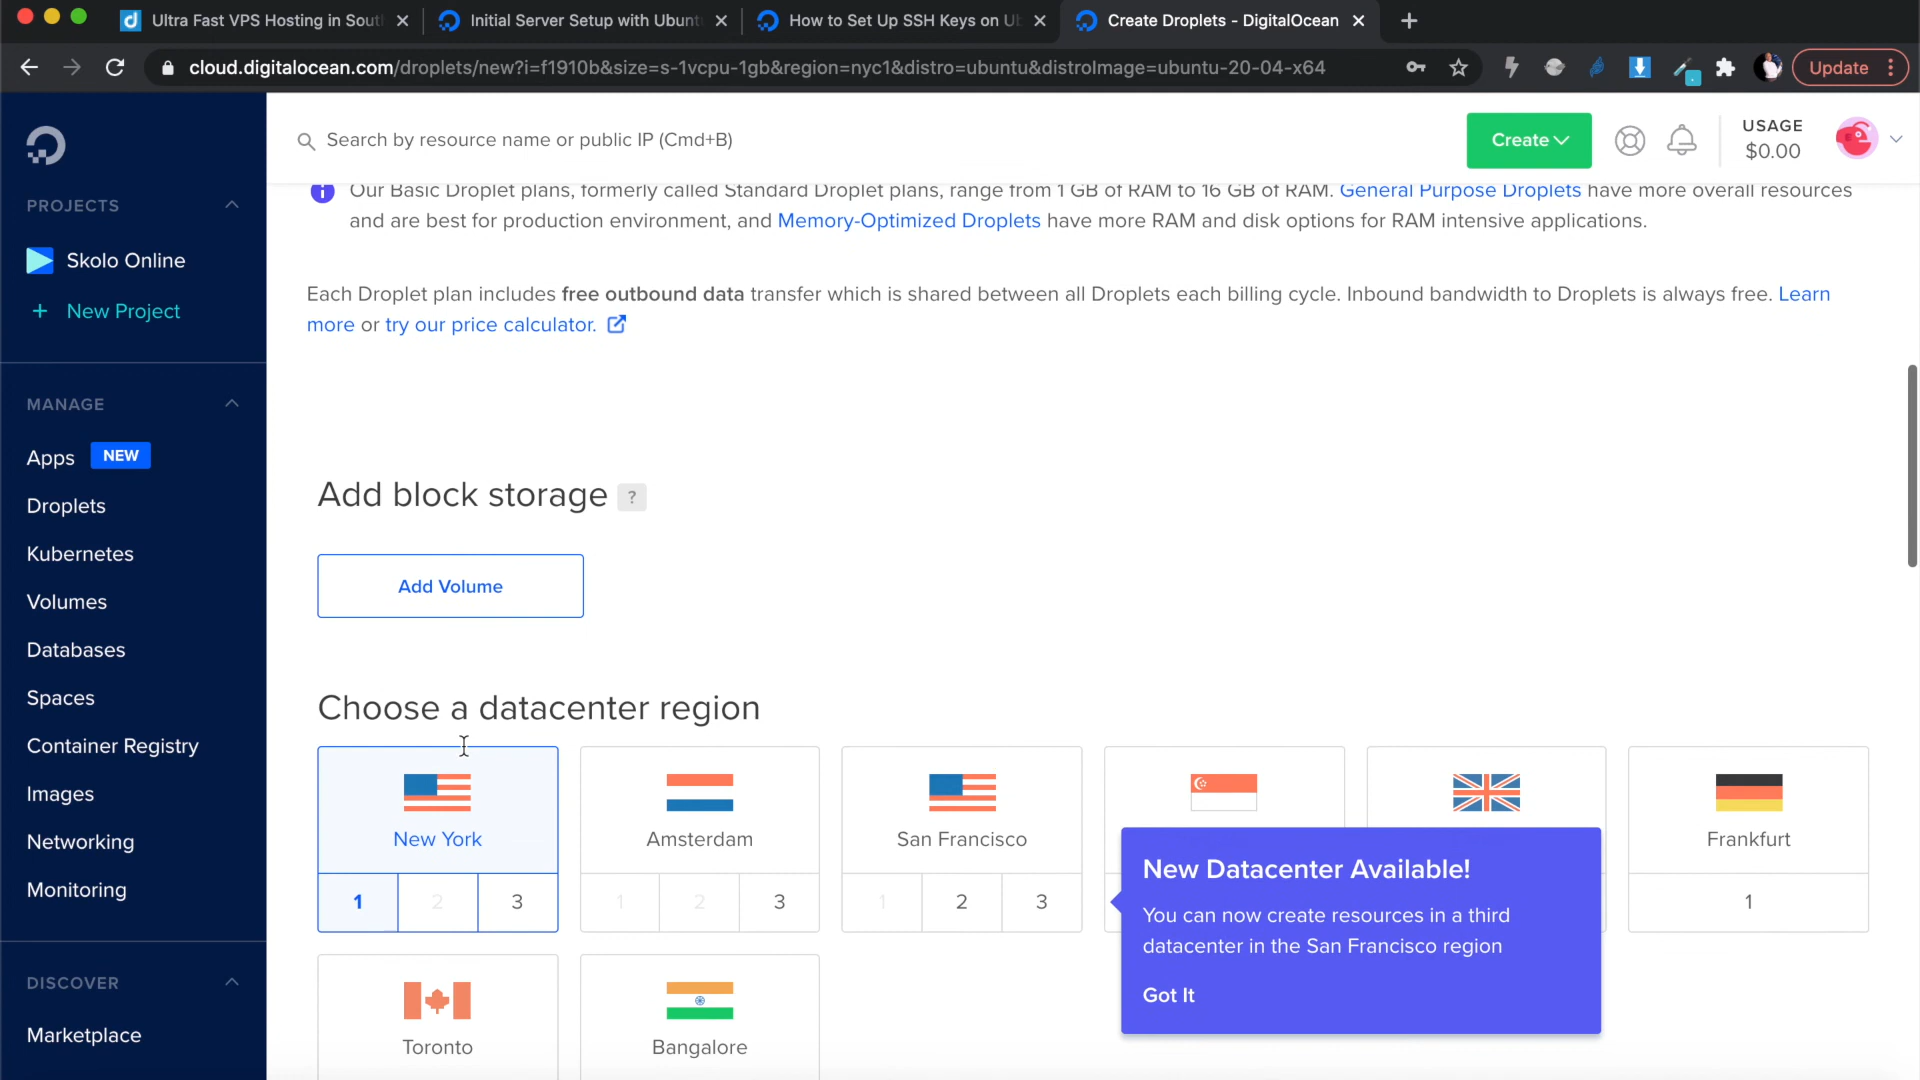 Ultra Fast VPS Hosting in Sout
Initial Server Setup with Ubunt
How to Set Up SSH Keys on Ub
Create Droplets - DigitalOcean
cloud.digitalocean.com/droplets/new?i=f1910b&size=s-1vcpu-1gb&region=nyc1&distro=ubuntu&distroImage=ubuntu-20-04-x64
Update
Search by resource name or public IP (Cmd+B)
Create
USAGE
$0.00
PROJECTS
Skolo Online
+ New Project
MANAGE
Apps NEW
Droplets
Kubernetes
Volumes
Databases
Spaces
Container Registry
Images
Networking
Monitoring
DISCOVER
Marketplace
Our Basic Droplet plans, formerly called Standard Droplet plans, range from 1 GB of RAM to 16 GB of RAM. General Purpose Droplets have more overall resources
and are best for production environment, and Memory-Optimized Droplets have more RAM and disk options for RAM intensive applications.
Each Droplet plan includes free outbound data transfer which is shared between all Droplets each billing cycle. Inbound bandwidth to Droplets is always free. Learn
more or try our price calculator.
Add block storage ?
Add Volume
Choose a datacenter region
New York
1 2 3
Amsterdam
1 2 3
San Francisco
1 2 3
Frankfurt
1
New Datacenter Available!
You can now create resources in a third
datacenter in the San Francisco region
Got It
Toronto
Bangalore